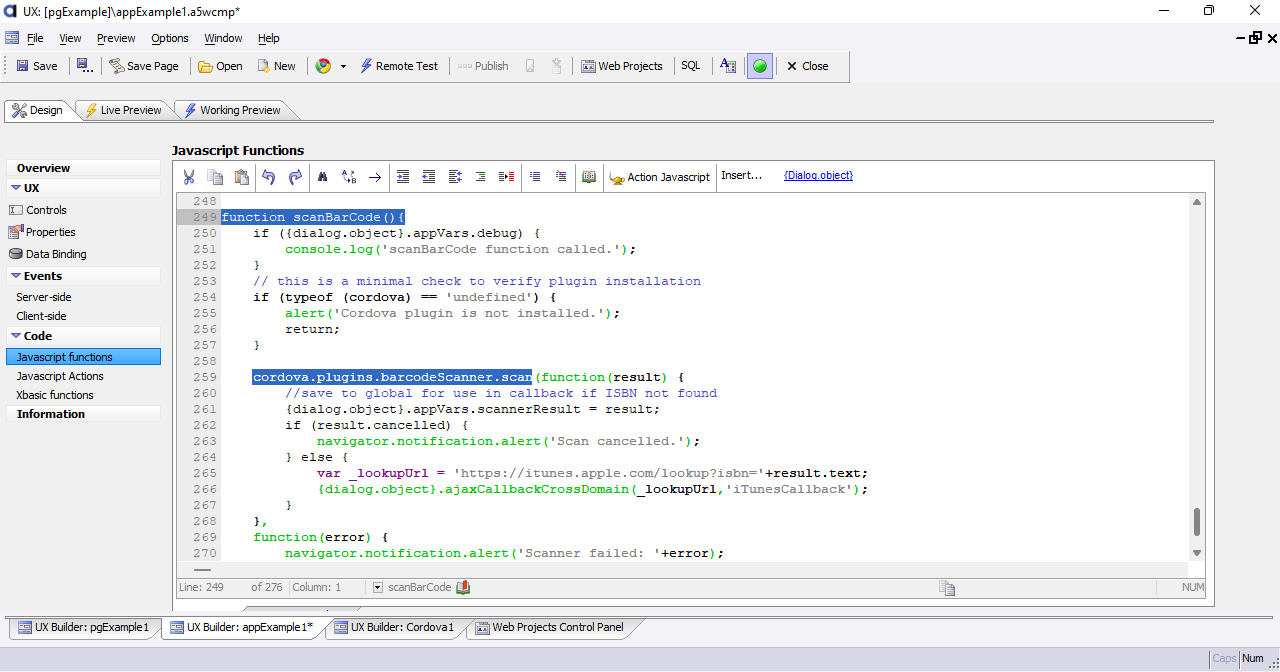 UX: [pgExample]\appExample1.a5wcmp*
File View Preview Options Window Help
Save Save Page Open New Remote Test Publish Web Projects SQL Close
Design Live Preview Working Preview
Javascript Functions
Overview
UX
Controls
Properties
Data Binding
Events
Server-side
Client-side
Code
Javascript functions
Javascript Actions
Xbasic functions
Information
Action Javascript Insert... {Dialog.object}
248
249 function scanBarCode(){
250 if ({dialog.object}.appVars.debug) {
251 console.log('scanBarCode function called.');
252 }
253 // this is a minimal check to verify plugin installation
254 if (typeof (cordova) == 'undefined') {
255 alert('Cordova plugin is not installed.');
256 return;
257 }
258
259 cordova.plugins.barcodeScanner.scan(function(result) {
260 //save to global for use in callback if ISBN not found
261 {dialog.object}.appVars.scannerResult = result;
262 if (result.cancelled) {
263 navigator.notification.alert('Scan cancelled.');
264 } else {
265 var _lookupUrl = 'https://itunes.apple.com/lookup?isbn='+result.text;
266 {dialog.object}.ajaxCallbackCrossDomain(_lookupUrl,'iTunesCallback');
267 }
268 },
269 function(error) {
270 navigator.notification.alert('Scanner failed: '+error);
Line: 249 of 276 Column: 1 scanBarCode NUM
UX Builder: pgExample1 UX Builder: appExample1* UX Builder: Cordova1 Web Projects Control Panel
Caps Num